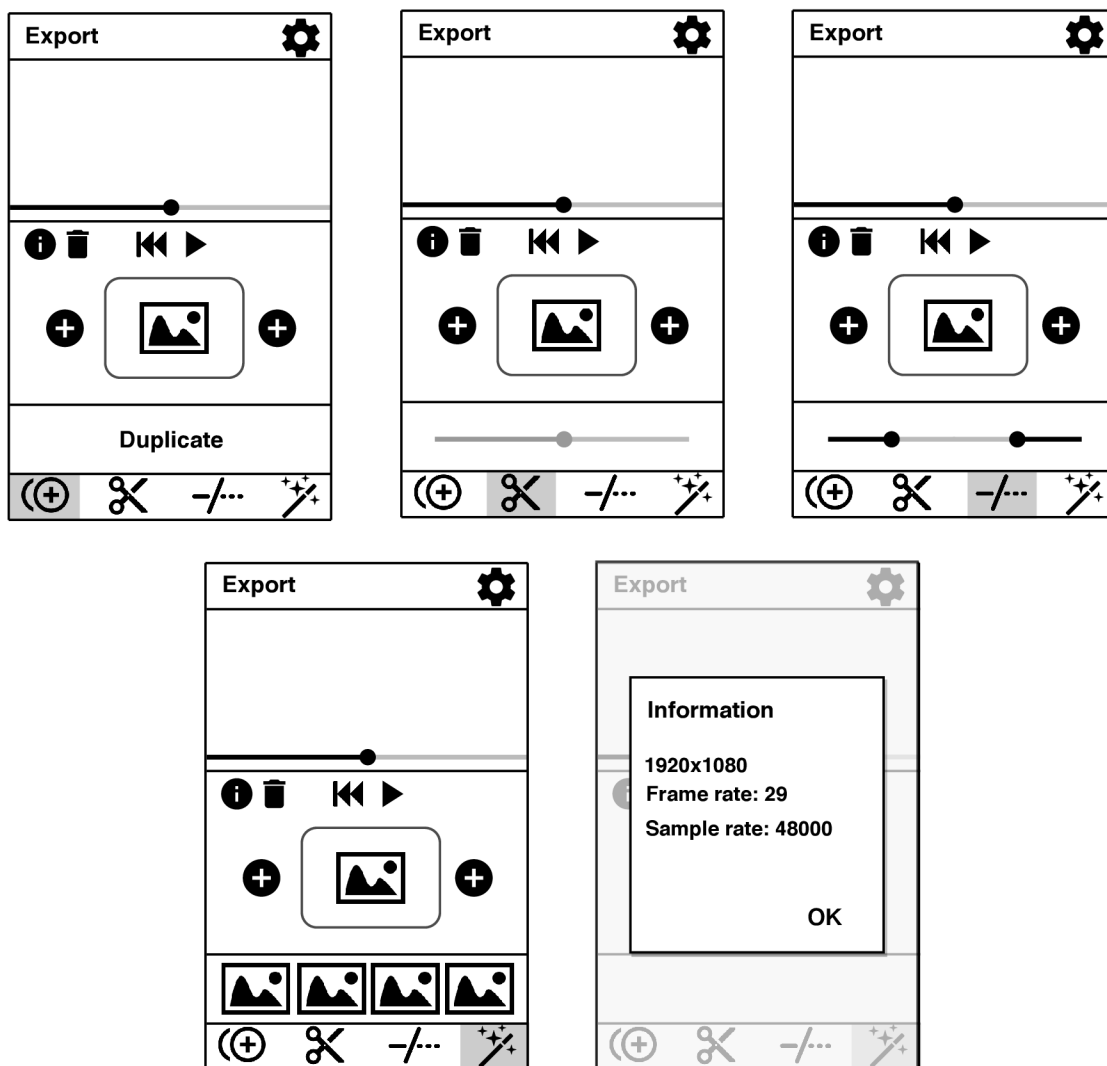 Export
Export
Export
Duplicate
Export
Export
Information
1920x1080
Frame rate: 29
Sample rate: 48000
OK